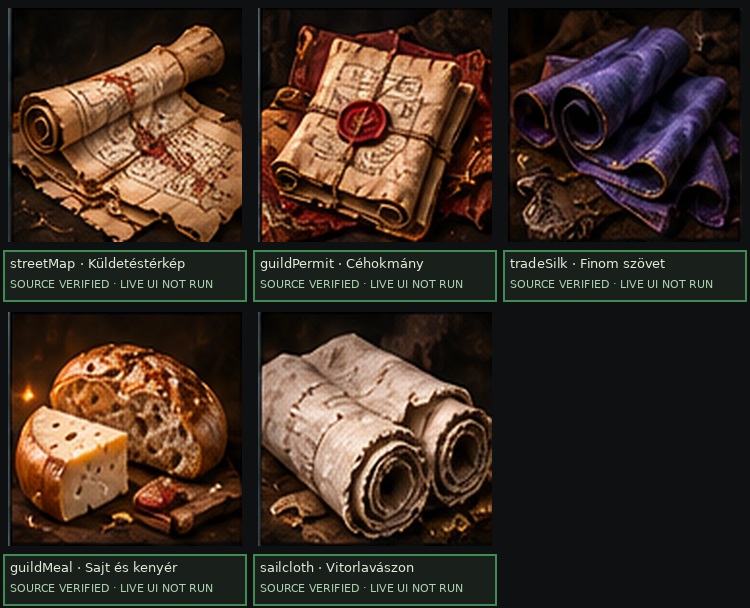 streetMap · Küldetéstérkép
SOURCE VERIFIED · LIVE UI NOT RUN
guildPermit · Céhokmány
SOURCE VERIFIED · LIVE UI NOT RUN
tradeSilk · Finom szövet
SOURCE VERIFIED · LIVE UI NOT RUN
guildMeal · Sajt és kenyér
SOURCE VERIFIED · LIVE UI NOT RUN
sailcloth · Vitorlavászon
SOURCE VERIFIED · LIVE UI NOT RUN